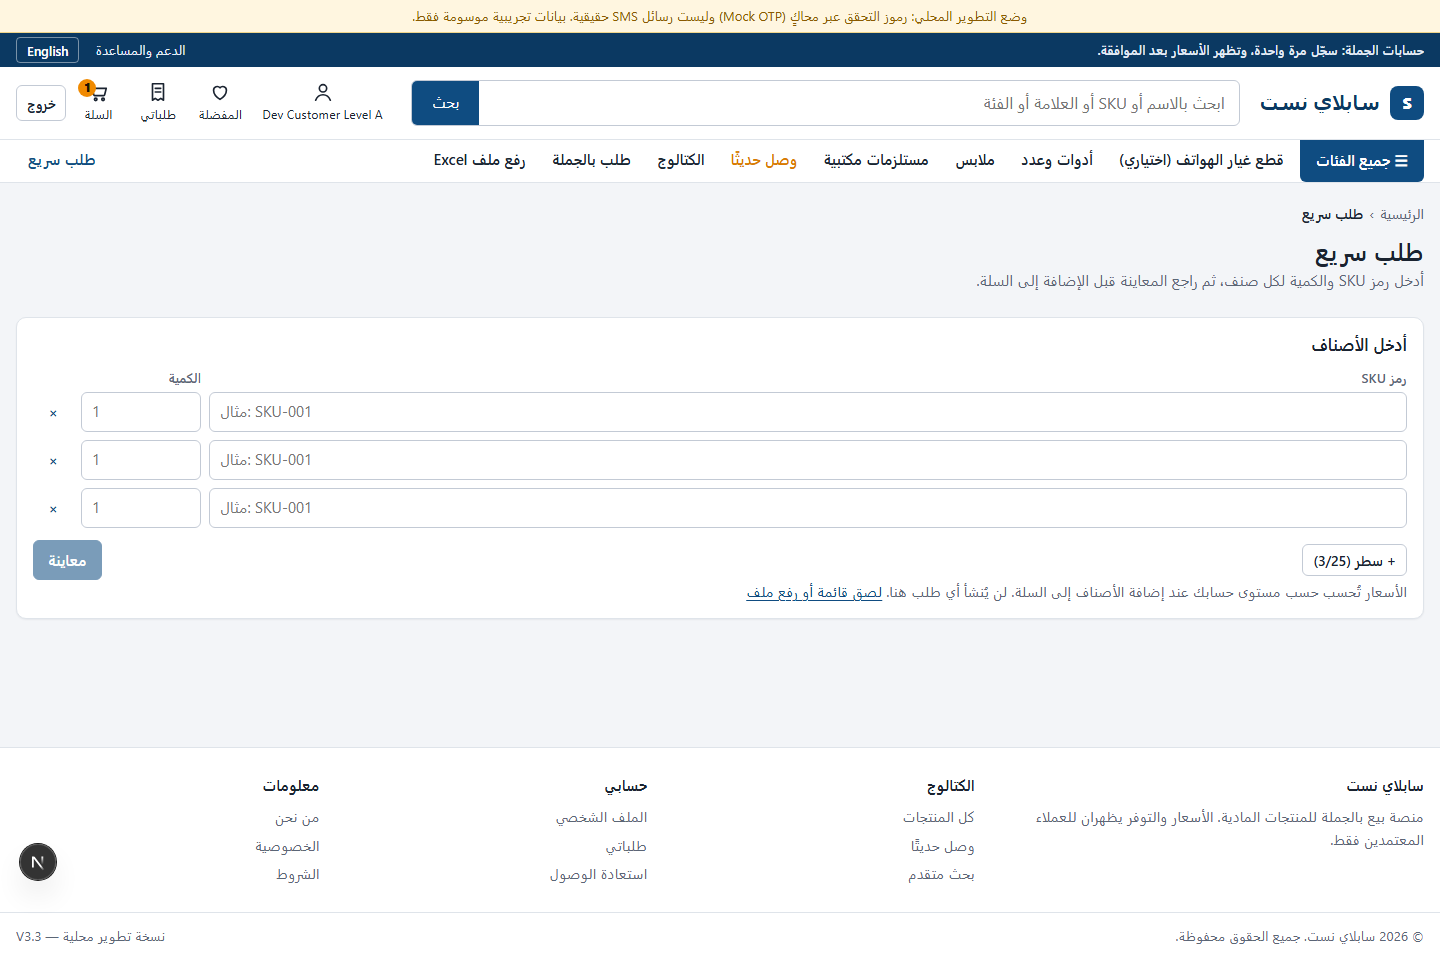 وضع التطوير المحلي: رموز التحقق عبر محاكٍ (Mock OTP) وليست رسائل SMS حقيقية. بيانات تجريبية موسومة فقط.
حسابات الجملة: سجّل مرة واحدة، وتظهر الأسعار بعد الموافقة.
الدعم والمساعدة
English
S
سابلاي نست
ابحث بالاسم أو SKU أو العلامة أو الفئة
بحث
Dev Customer Level A
المفضلة
طلباتي
1
السلة
خروج
☰ جميع الفئات
قطع غيار الهواتف (اختياري)
أدوات وعدد
ملابس
مستلزمات مكتبية
وصل حديثًا
الكتالوج
طلب بالجملة
رفع ملف Excel
طلب سريع
الرئيسية › طلب سريع
طلب سريع
أدخل رمز SKU والكمية لكل صنف، ثم راجع المعاينة قبل الإضافة إلى السلة.
أدخل الأصناف
رمز SKU
الكمية
مثال: SKU-001
1
×
مثال: SKU-001
1
×
مثال: SKU-001
1
×
+ سطر (3/25)
معاينة
الأسعار تُحسب حسب مستوى حسابك عند إضافة الأصناف إلى السلة. لن يُنشأ أي طلب هنا. لصق قائمة أو رفع ملف
سابلاي نست
منصة بيع بالجملة للمنتجات المادية. الأسعار والتوفر يظهران للعملاء
المعتمدين فقط.
الكتالوج
كل المنتجات
وصل حديثًا
بحث متقدم
حسابي
الملف الشخصي
طلباتي
استعادة الوصول
معلومات
من نحن
الخصوصية
الشروط
N
© 2026 سابلاي نست. جميع الحقوق محفوظة.
نسخة تطوير محلية — V3.3